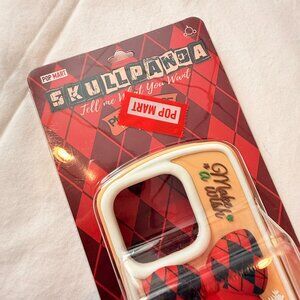 POP MART
SKULLPANDA
Tell me What You Want
POP MART
Make
a wish